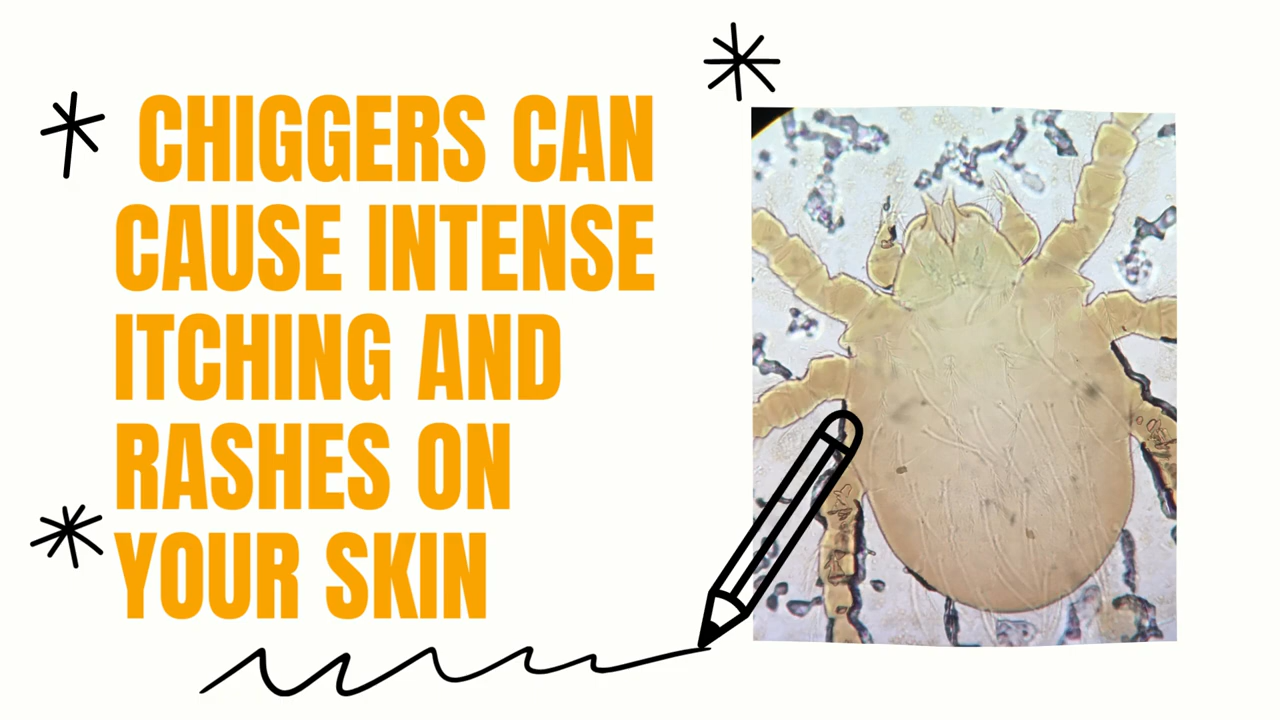 CHIGGERS CAN
CAUSE INTENSE
ITCHING AND
RASHES ON
YOUR SKIN